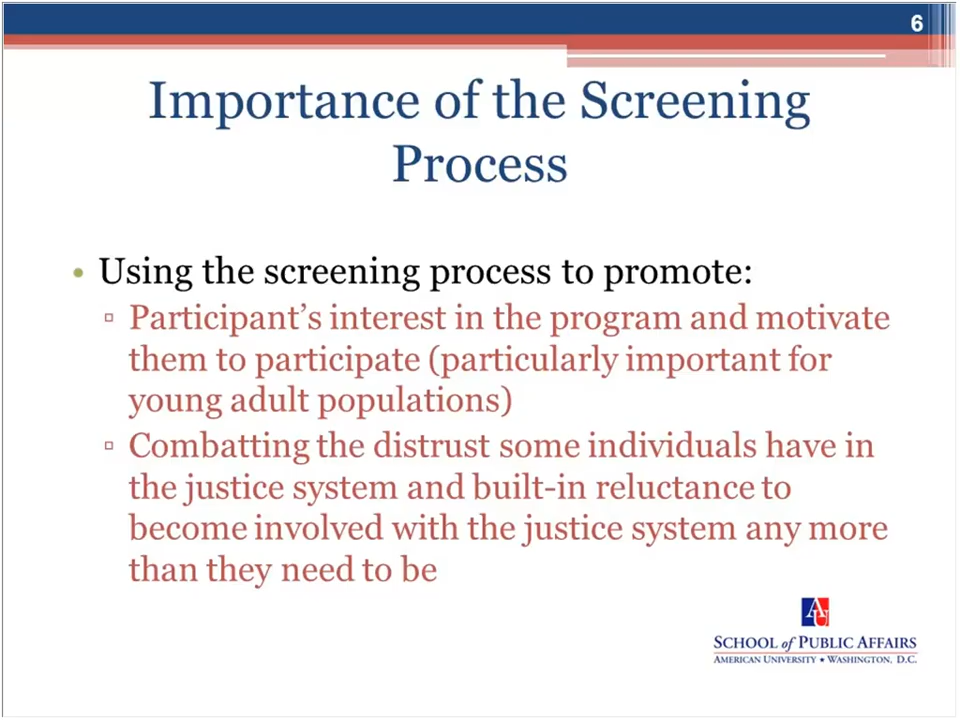 6
Importance of the Screening
Process
• Using the screening process to promote:
▫ Participant’s interest in the program and motivate
them to participate (particularly important for
young adult populations)
▫ Combatting the distrust some individuals have in
the justice system and built-in reluctance to
become involved with the justice system any more
than they need to be
AU
SCHOOL of PUBLIC AFFAIRS
AMERICAN UNIVERSITY • WASHINGTON, D.C.